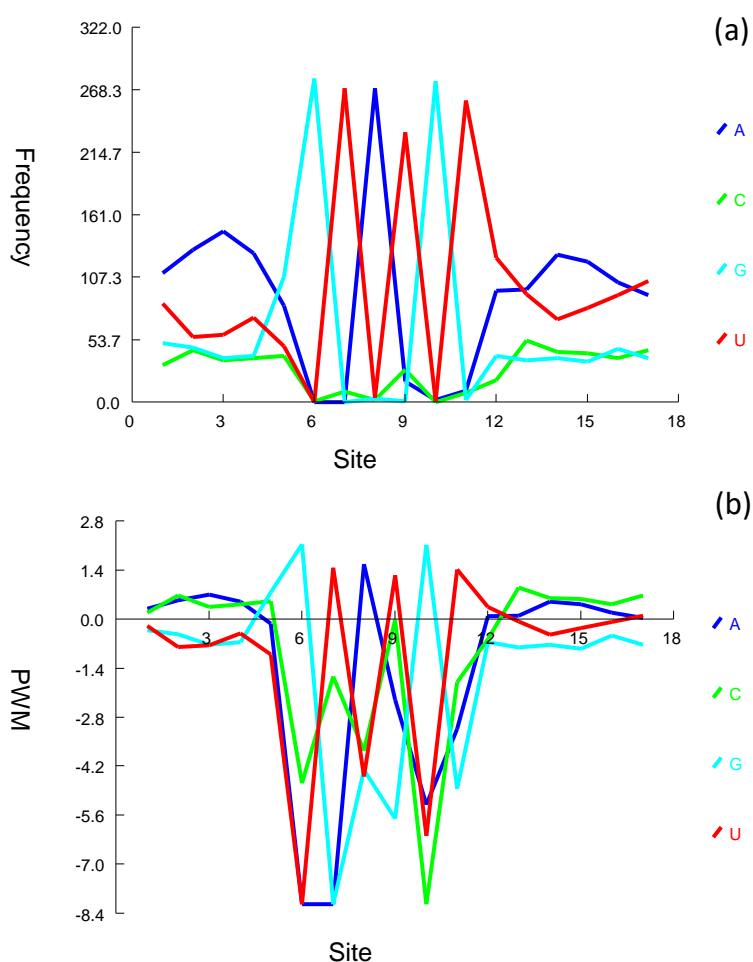 (a)
322.0
268.3
214.7
161.0
107.3
53.7
0.0
Frequency
0 3 6 9 12 15 18
Site
A
C
G
U
(b)
2.8
1.4
0.0
-1.4
-2.8
-4.2
-5.6
-7.0
-8.4
PWM
3 6 9 12 15 18
Site
A
C
G
U